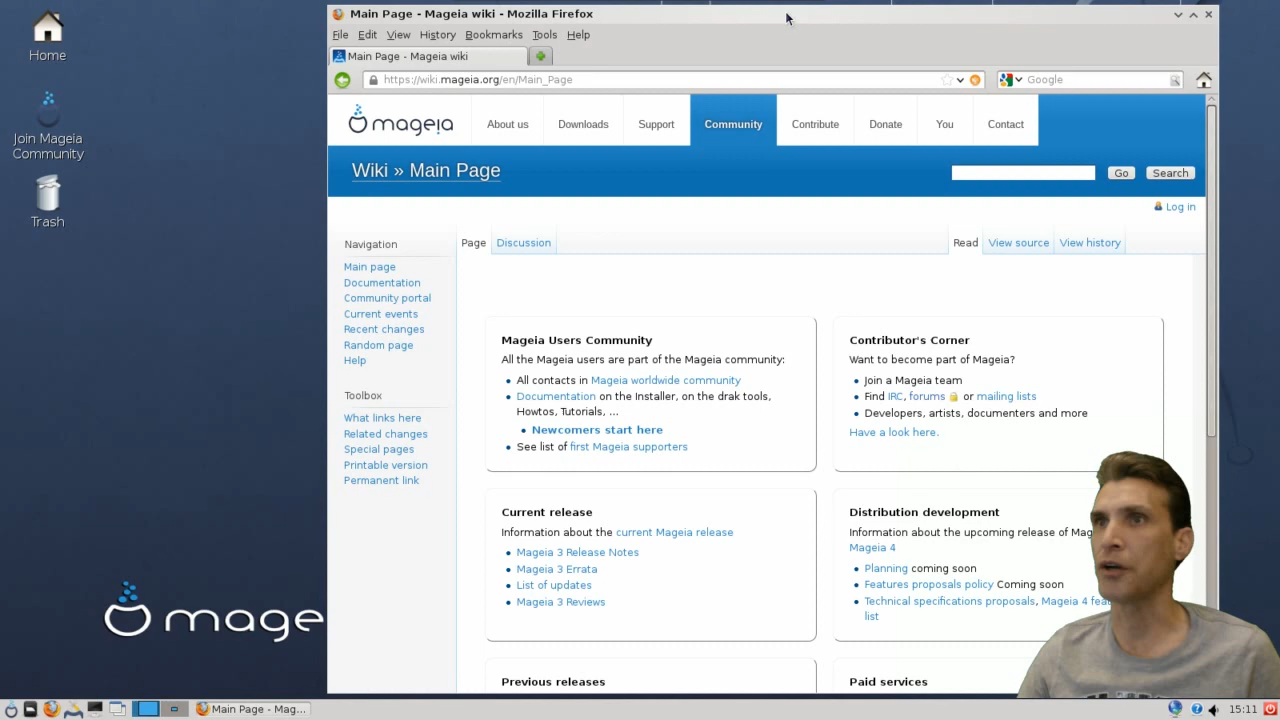 Main Page - Mageia wiki - Mozilla Firefox
Home
File Edit View History Bookmarks Tools Help
Main Page - Mageia wiki
https://wiki.mageia.org/en/Main_Page
Google
Join Mageia
Community
Trash
mageia
About us Downloads Support Community Contribute Donate You Contact
Wiki » Main Page
Go Search
Log in
Navigation
Main page
Documentation
Community portal
Current events
Recent changes
Random page
Help
Toolbox
What links here
Related changes
Special pages
Printable version
Permanent link
Page Discussion
Read View source View history
Mageia Users Community
All the Mageia users are part of the Mageia community:
All contacts in Mageia worldwide community
Documentation on the Installer, on the drak tools,
Howtos, Tutorials, ...
Newcomers start here
See list of first Mageia supporters
Contributor's Corner
Want to become part of Mageia?
Join a Mageia team
Find IRC, forums or mailing lists
Developers, artists, documenters and more
Have a look here.
Current release
Information about the current Mageia release
Mageia 3 Release Notes
Mageia 3 Errata
List of updates
Mageia 3 Reviews
Distribution development
Information about the upcoming release of Mag
Mageia 4
Planning coming soon
Features proposals policy Coming soon
Technical specifications proposals, Mageia 4 feat
list
Previous releases
Paid services
mage
Main Page - Mag...
15:11